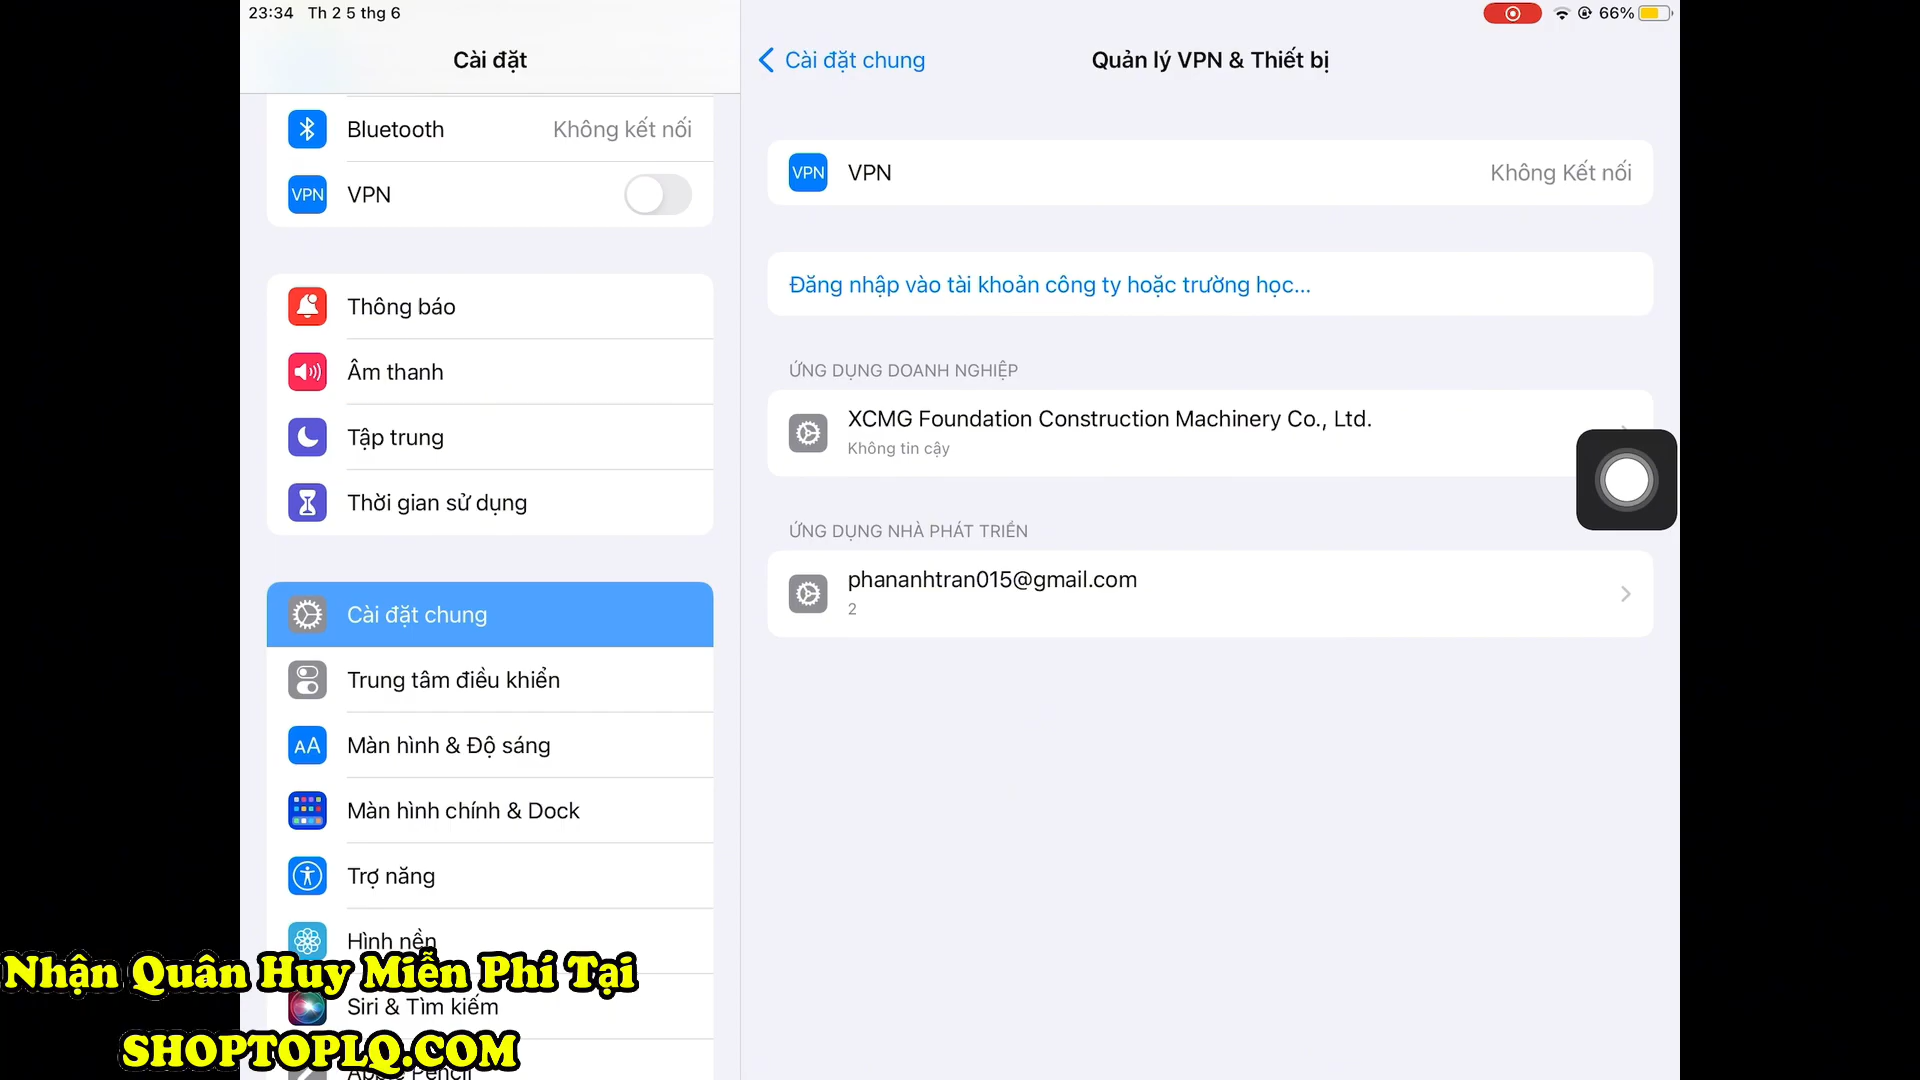 23:34 Th 2 5 thg 6
66%
Cài đặt
Bluetooth Không kết nối
VPN VPN
Thông báo
Âm thanh
Tập trung
Thời gian sử dụng
Cài đặt chung
Trung tâm điều khiển
AA Màn hình & Độ sáng
Màn hình chính & Dock
Trợ năng
Hình nền
Siri & Tìm kiếm
Apple Pencil
Cài đặt chung
Quản lý VPN & Thiết bị
VPN VPN Không Kết nối
Đăng nhập vào tài khoản công ty hoặc trường học...
ỨNG DỤNG DOANH NGHIỆP
XCMG Foundation Construction Machinery Co., Ltd.
Không tin cậy
ỨNG DỤNG NHÀ PHÁT TRIỂN
phananhtran015@gmail.com
2
Nhận Quân Huy Miễn Phí Tại
SHOPTOPLQ.COM